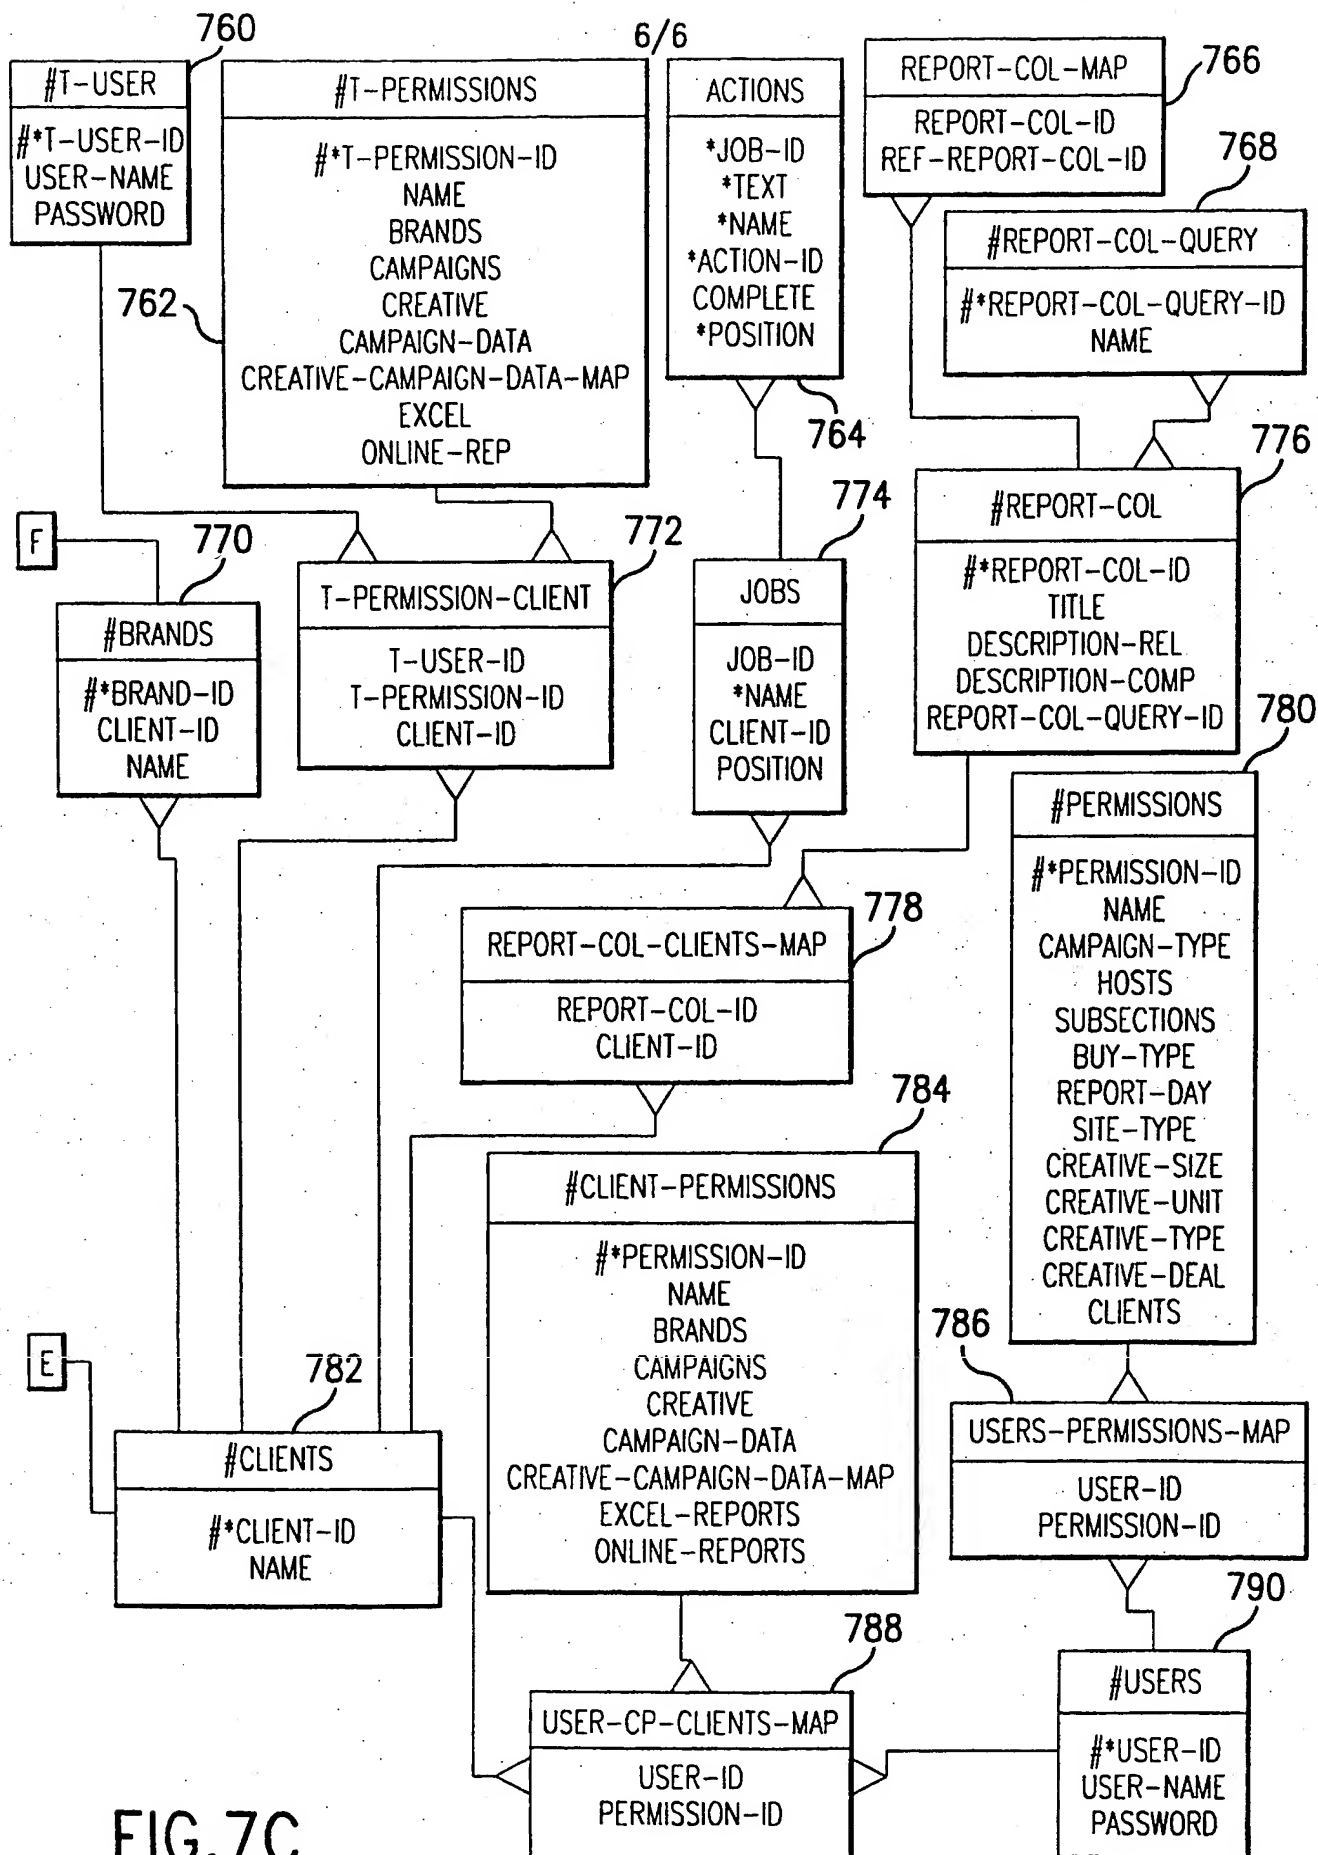 6/6
760
#T-USER
#*T-USER-ID
USER-NAME
PASSWORD
762
#T-PERMISSIONS
#*T-PERMISSION-ID
NAME
BRANDS
CAMPAIGNS
CREATIVE
CAMPAIGN-DATA
CREATIVE-CAMPAIGN-DATA-MAP
EXCEL
ONLINE-REP
ACTIONS
*JOB-ID
*TEXT
*NAME
*ACTION-ID
COMPLETE
*POSITION
764
REPORT-COL-MAP
766
REPORT-COL-ID
REF-REPORT-COL-ID
768
#REPORT-COL-QUERY
#*REPORT-COL-QUERY-ID
NAME
F
770
#BRANDS
#*BRAND-ID
CLIENT-ID
NAME
772
T-PERMISSION-CLIENT
T-USER-ID
T-PERMISSION-ID
CLIENT-ID
774
JOBS
JOB-ID
*NAME
CLIENT-ID
POSITION
776
#REPORT-COL
#*REPORT-COL-ID
TITLE
DESCRIPTION-REL
DESCRIPTION-COMP
REPORT-COL-QUERY-ID
778
REPORT-COL-CLIENTS-MAP
REPORT-COL-ID
CLIENT-ID
780
#PERMISSIONS
#*PERMISSION-ID
NAME
CAMPAIGN-TYPE
HOSTS
SUBSECTIONS
BUY-TYPE
REPORT-DAY
SITE-TYPE
CREATIVE-SIZE
CREATIVE-UNIT
CREATIVE-TYPE
CREATIVE-DEAL
CLIENTS
E
782
#CLIENTS
#*CLIENT-ID
NAME
784
#CLIENT-PERMISSIONS
#*PERMISSION-ID
NAME
BRANDS
CAMPAIGNS
CREATIVE
CAMPAIGN-DATA
CREATIVE-CAMPAIGN-DATA-MAP
EXCEL-REPORTS
ONLINE-REPORTS
786
USERS-PERMISSIONS-MAP
USER-ID
PERMISSION-ID
788
USER-CP-CLIENTS-MAP
USER-ID
PERMISSION-ID
790
#USERS
#*USER-ID
USER-NAME
PASSWORD
FIG.7C